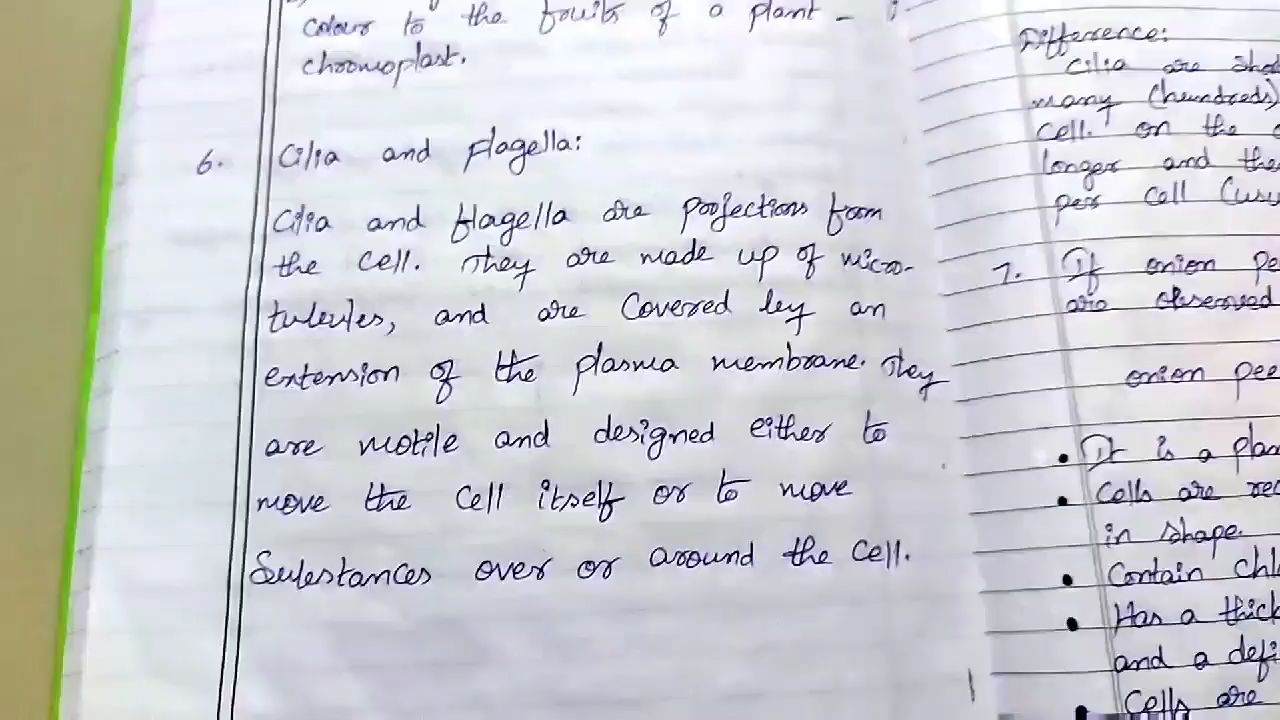 colour to the fruits of a plant -
chromoplast.
6. Cilia and flagella:
Cilia and flagella are projections from
the cell. They are made up of micro-
tubules, and are Covered by an
extension of the plasma membrane. They
are motile and designed either to
move the cell itself or to move
Substances over or around the cell.
Difference:
Cilia are
many (hundreds)
cell. on the
longer and
per cell
7. If onion
are observed
onion
• It is a
• Cells are
in shape.
• Contain
• Has a thick
and a
Cells are